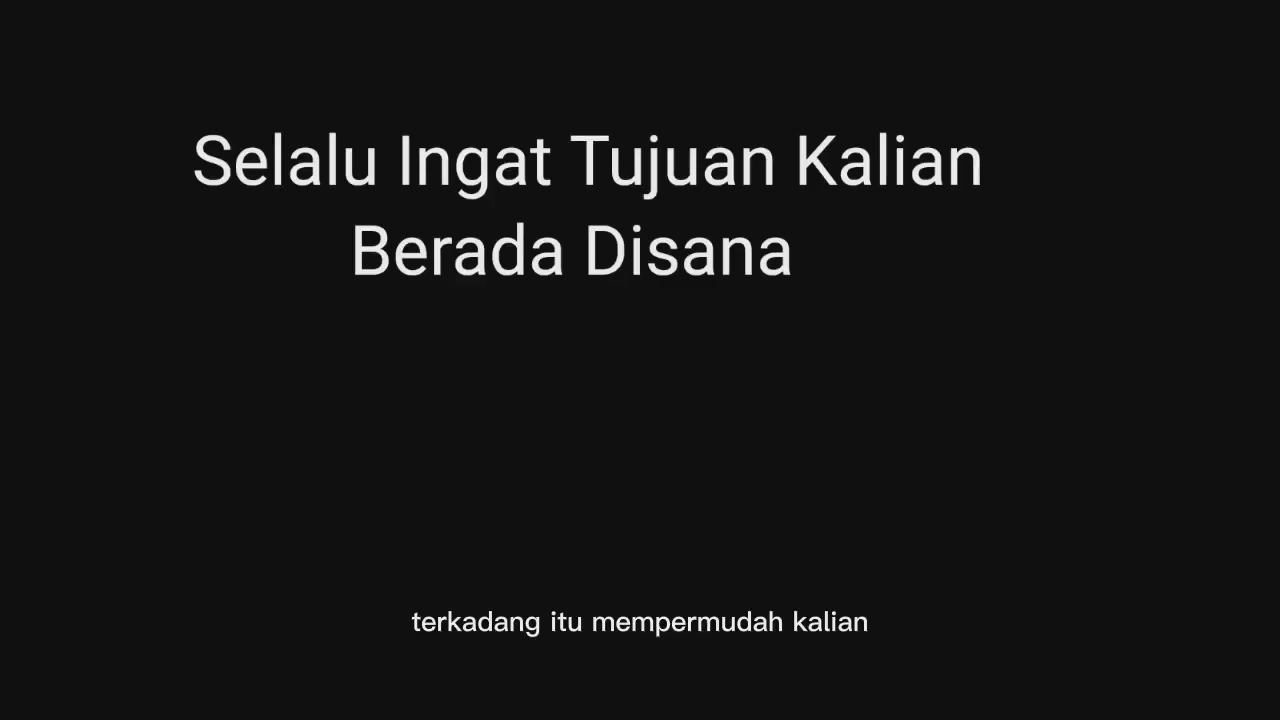 Selalu Ingat Tujuan Kalian
Berada Disana
terkadang itu mempermudah kalian